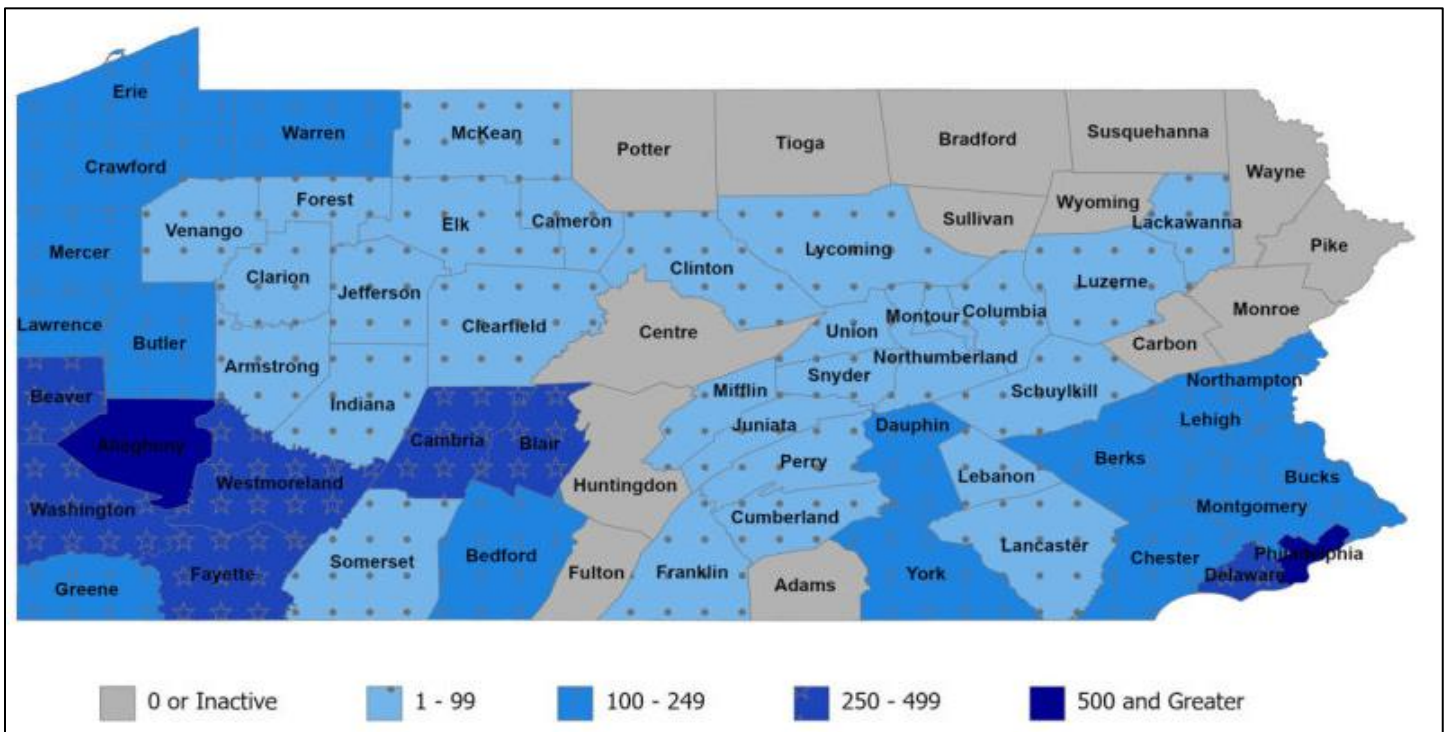 Erie
Warren
McKean
Potter
Tioga
Bradford
Susquehanna
Wayne
Crawford
Forest
Venango
Elk
Cameron
Sullivan
Wyoming
Lackawanna
Pike
Mercer
Clarion
Jefferson
Clinton
Lycoming
Luzerne
Monroe
Lawrence
Butler
Clearfield
Centre
Union
Montour
Columbia
Carbon
Armstrong
Northumberland
Snyder
Schuylkill
Northampton
Beaver
Indiana
Mifflin
Lehigh
Allegheny
Cambria
Blair
Juniata
Dauphin
Berks
Bucks
Westmoreland
Huntingdon
Perry
Lebanon
Montgomery
Washington
Cumberland
Lancaster
Chester
Philadelphia
Greene
Fayette
Somerset
Bedford
Fulton
Franklin
Adams
York
Delaware
0 or Inactive
1 - 99
100 - 249
250 - 499
500 and Greater